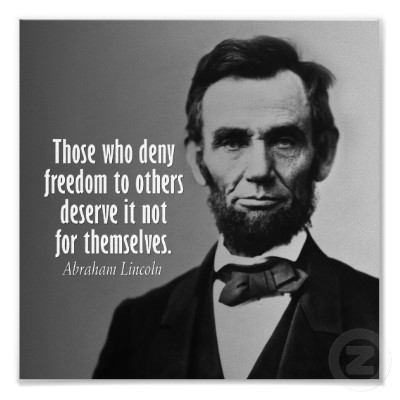 Those who deny
freedom to others
deserve it not
for themselves.
Abraham Lincoln
Z